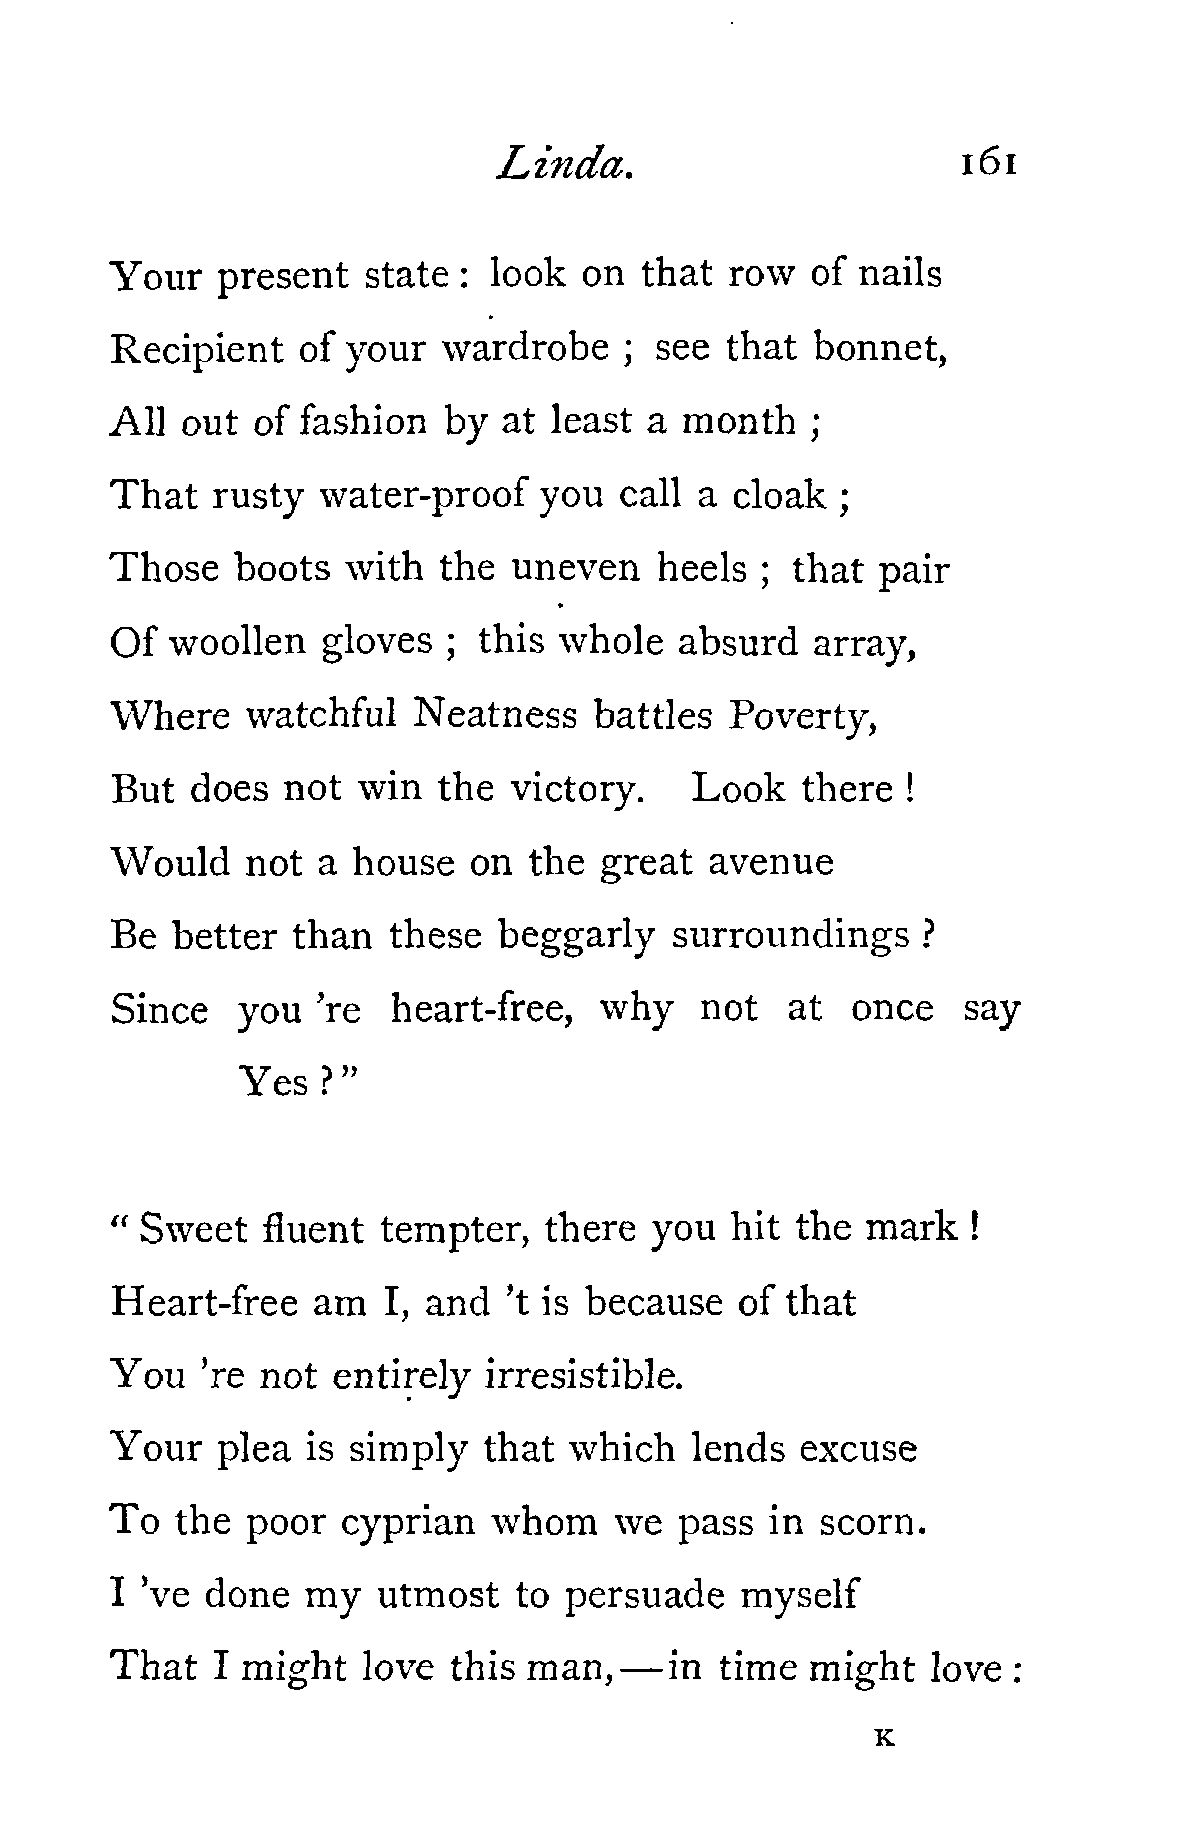 Linda. 161
Your present state : look on that row of nails
Recipient of your wardrobe ; see that bonnet,
All out of fashion by at least a month ;
That rusty water-proof you call a cloak ;
Those boots with the uneven heels ; that pair
Of woollen gloves ; this whole absurd array,
Where watchful Neatness battles Poverty,
But does not win the victory. Look there !
Would not a house on the great avenue
Be better than these beggarly surroundings ?
Since you 're heart-free, why not at once say
Yes ?”
“ Sweet fluent tempter, there you hit the mark !
Heart-free am I, and 't is because of that
You 're not entirely irresistible.
Your plea is simply that which lends excuse
To the poor cyprian whom we pass in scorn.
I 've done my utmost to persuade myself
That I might love this man,—in time might love :
K